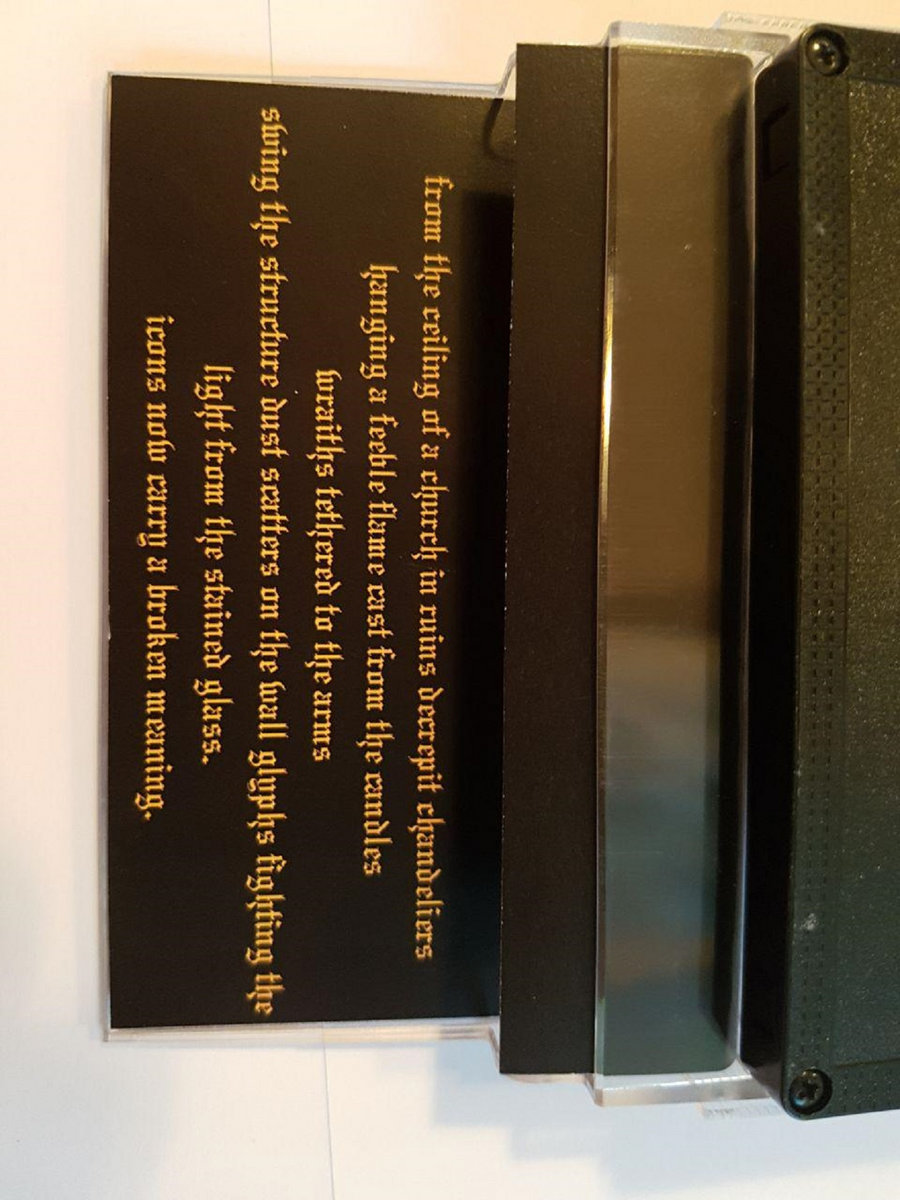 from the ceiling of a church in ruins decrepit chandeliers
hanging a feeble flame cast from the candles
wraiths tethered to the arms
swing the structure dust scatters on the wall glyphs fighting the
light from the stained glass.
icons now carry a broken meaning.